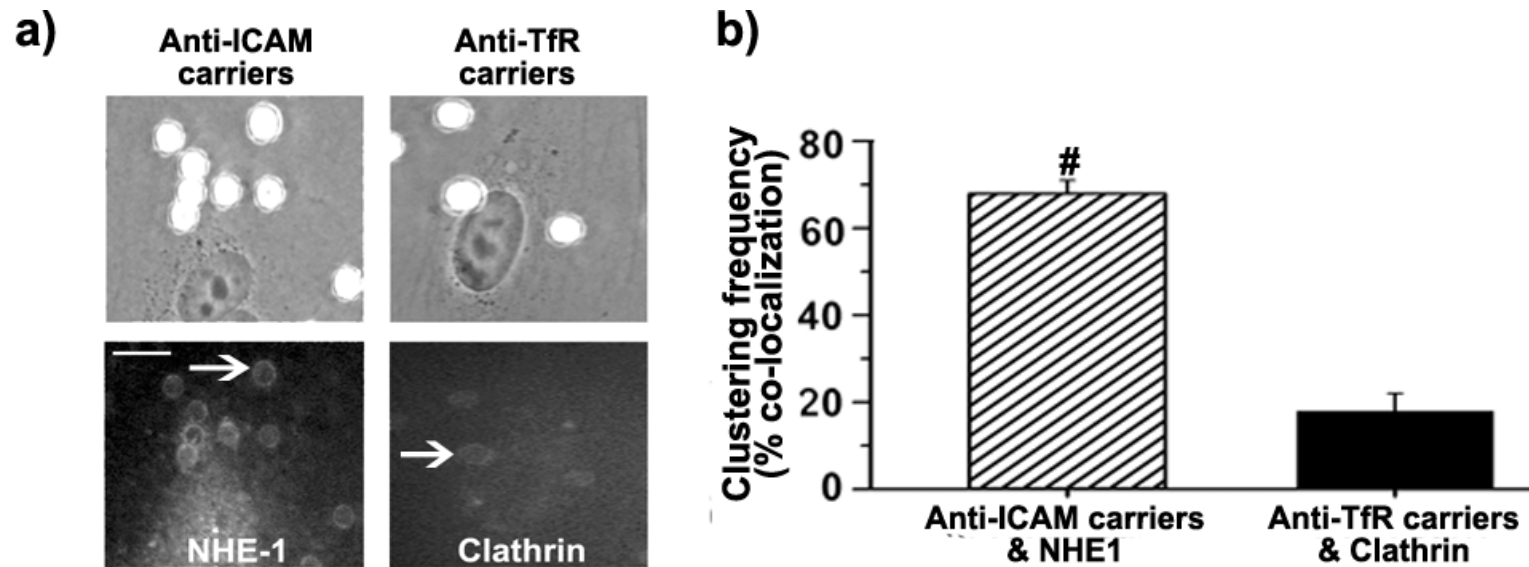 a)
Anti-ICAM
carriers
Anti-TfR
carriers
NHE-1
Clathrin
b)
Clustering frequency
(% co-localization)
80
60
40
20
0
#
Anti-ICAM carriers
& NHE1
Anti-TfR carriers
& Clathrin